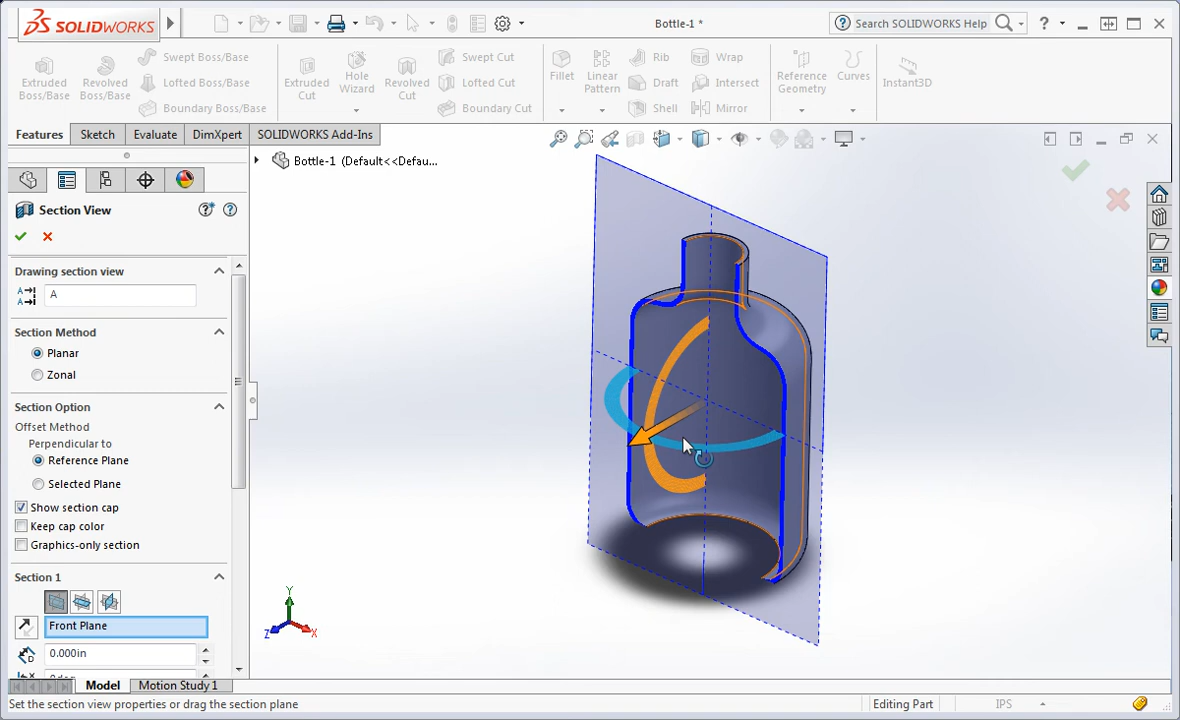 SOLIDWORKS
Bottle-1 *
Search SOLIDWORKS Help
Extruded Boss/Base
Revolved Boss/Base
Swept Boss/Base
Lofted Boss/Base
Boundary Boss/Base
Extruded Cut
Hole Wizard
Revolved Cut
Swept Cut
Lofted Cut
Boundary Cut
Fillet
Linear Pattern
Rib
Draft
Shell
Wrap
Intersect
Mirror
Reference Geometry
Curves
Instant3D
Features
Sketch
Evaluate
DimXpert
SOLIDWORKS Add-Ins
Bottle-1 (Default<<Defau...
Section View
Drawing section view
A
Section Method
Planar
Zonal
Section Option
Offset Method
Perpendicular to
Reference Plane
Selected Plane
Show section cap
Keep cap color
Graphics-only section
Section 1
Front Plane
0.000in
Y
Z
X
Model
Motion Study 1
Set the section view properties or drag the section plane
Editing Part
IPS